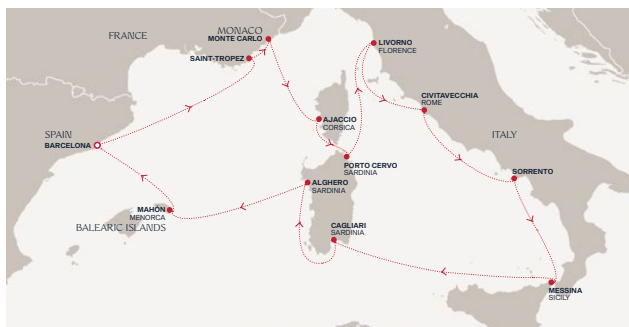 FRANCE
MONACO
MONTE CARLO
SAINT-TROPEZ
LIVORNO
FLORENCE
CIVITAVECCHIA
ROME
AJACCIO
CORSICA
ITALY
SPAIN
BARCELONA
PORTO CERVO
SARDINIA
SORRENTO
ALGHERO
SARDINIA
MAHÓN
MENORCA
BALEARIC ISLANDS
CAGLIARI
SARDINIA
MESSINA
SICILY